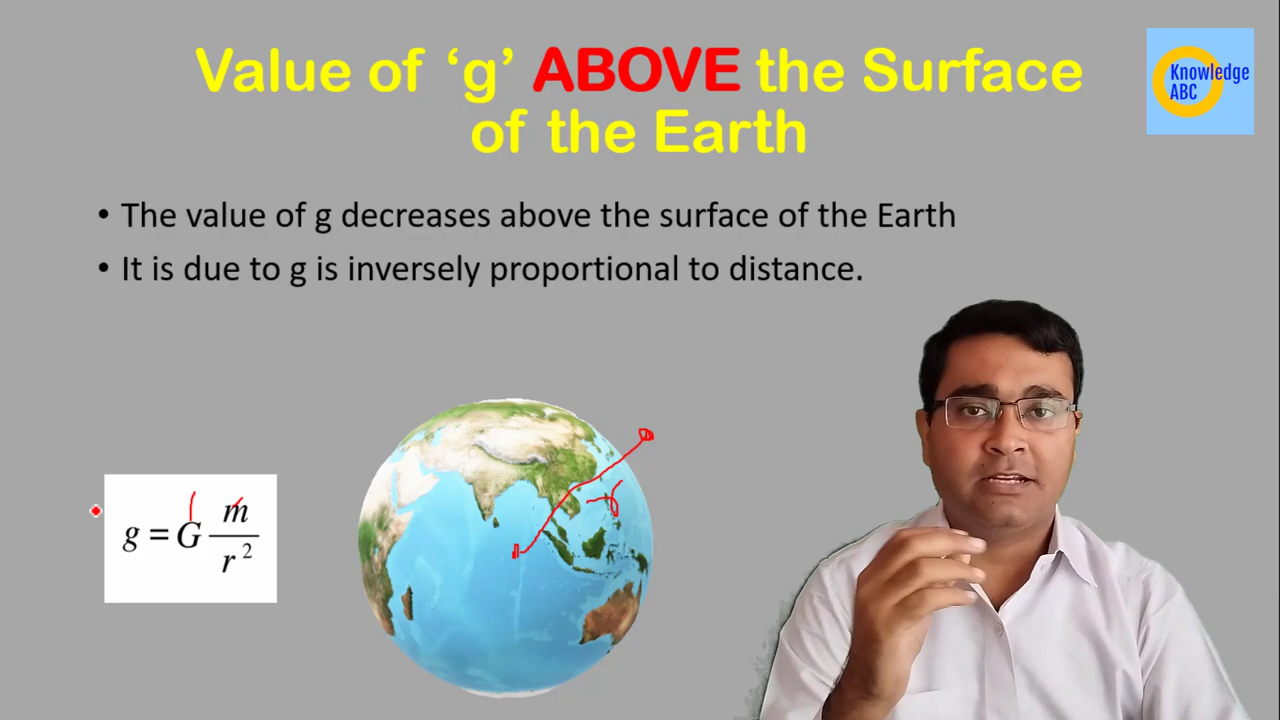 Value of ‘g’ ABOVE the Surface
of the Earth
Knowledge
ABC
• The value of g decreases above the surface of the Earth
• It is due to g is inversely proportional to distance.
g = G m / r²
r